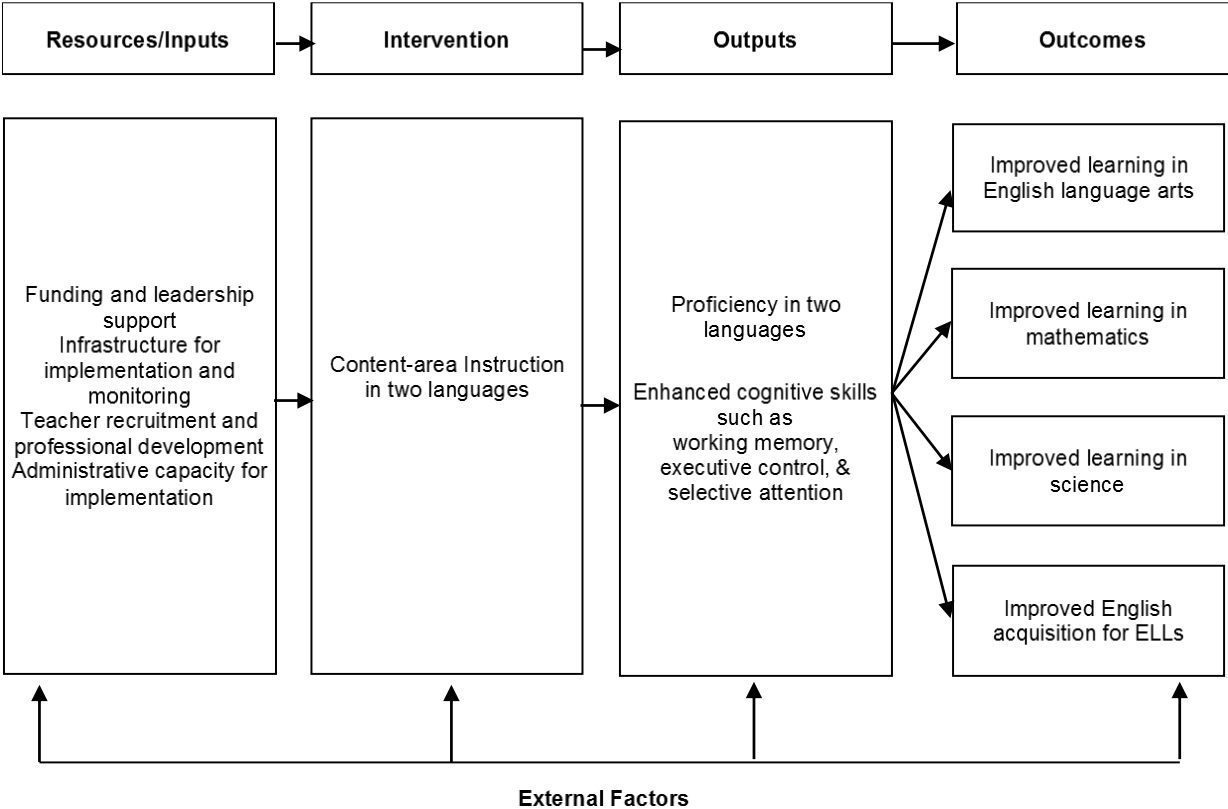 Resources/Inputs
Intervention
Outputs
Outcomes
Funding and leadership
support
Infrastructure for
implementation and
monitoring
Teacher recruitment and
professional development
Administrative capacity for
implementation
Content-area Instruction
in two languages
Proficiency in two
languages
Enhanced cognitive skills
such as
working memory,
executive control, &
selective attention
Improved learning in
English language arts
Improved learning in
mathematics
Improved learning in
science
Improved English
acquisition for ELLs
External Factors